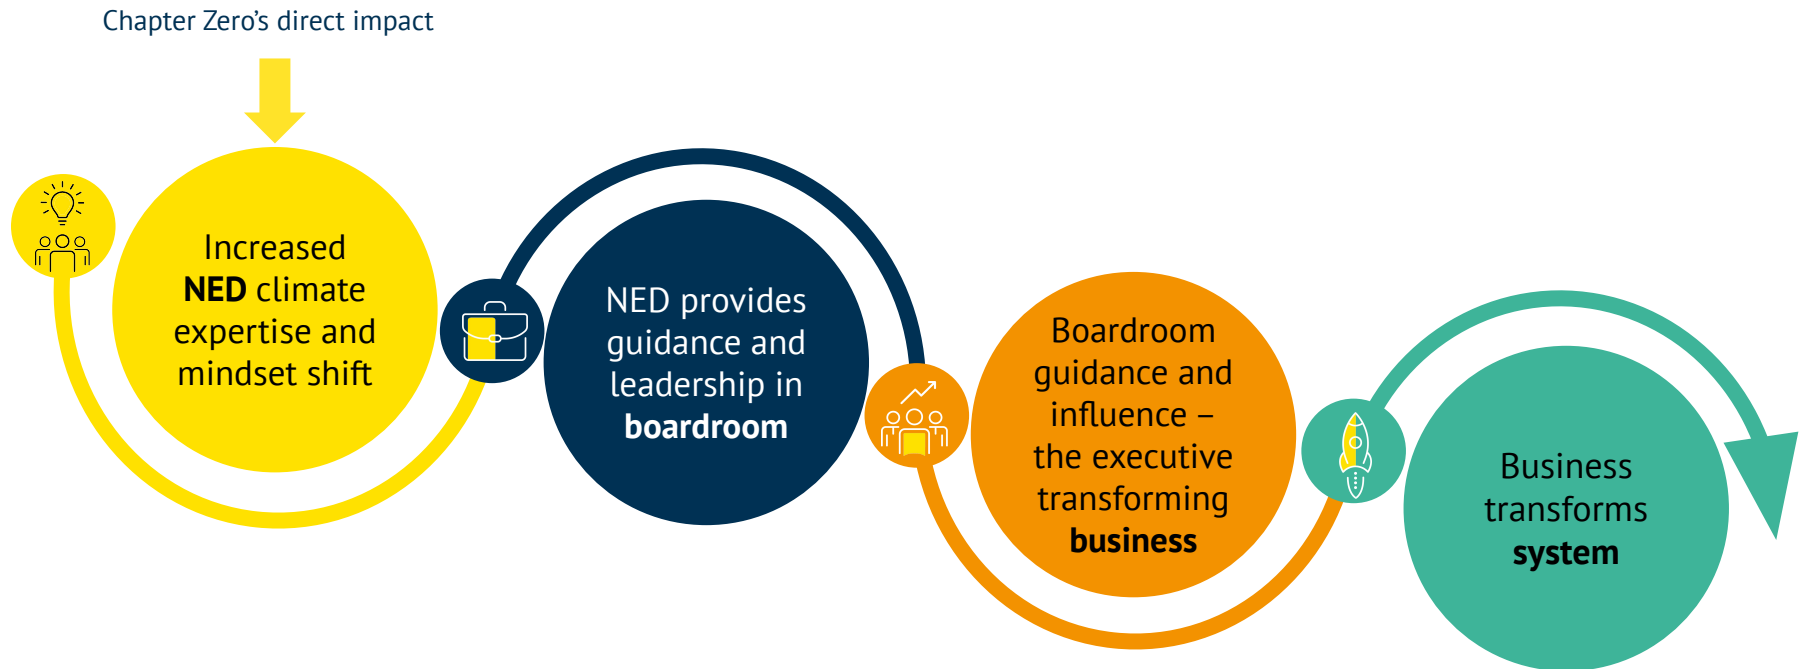 Chapter Zero’s direct impact
Increased
NED climate
expertise and
mindset shift
NED provides
guidance and
leadership in
boardroom
Boardroom
guidance and
influence –
the executive
transforming
business
Business
transforms
system